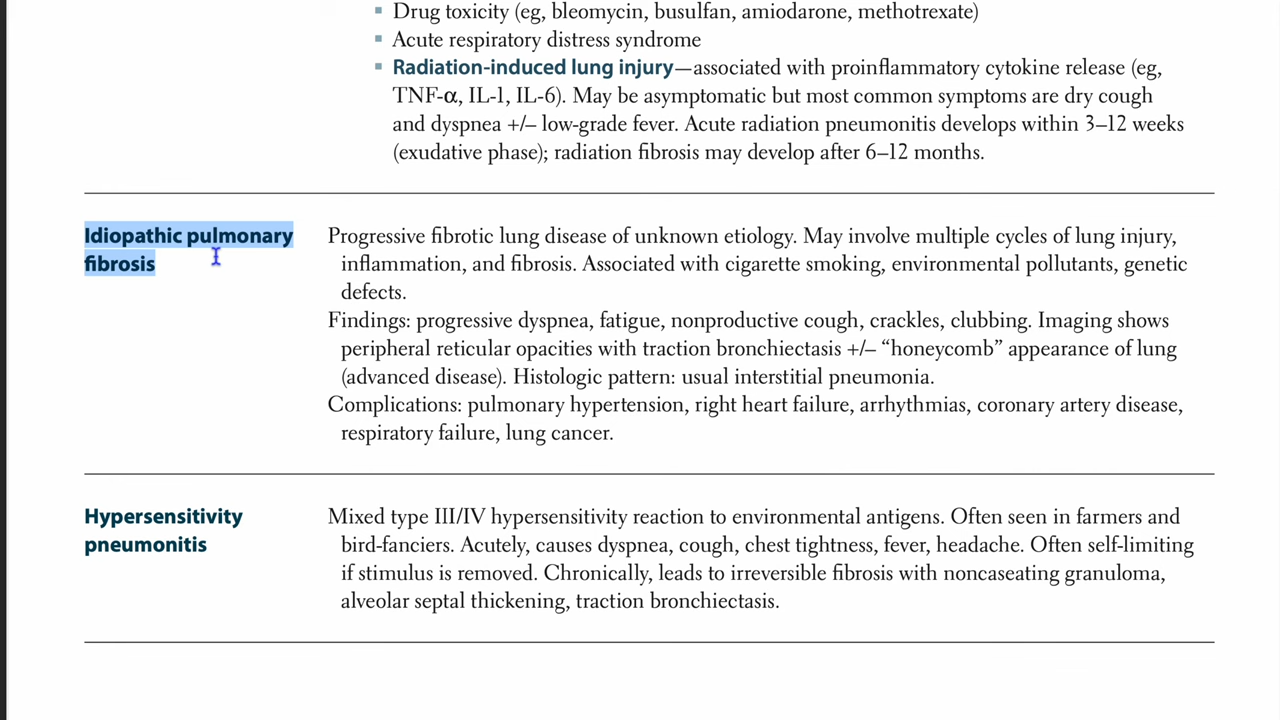 Drug toxicity (eg, bleomycin, busulfan, amiodarone, methotrexate)
Acute respiratory distress syndrome
Radiation-induced lung injury—associated with proinflammatory cytokine release (eg,
TNF-α, IL-1, IL-6). May be asymptomatic but most common symptoms are dry cough
and dyspnea +/– low-grade fever. Acute radiation pneumonitis develops within 3–12 weeks
(exudative phase); radiation fibrosis may develop after 6–12 months.
Idiopathic pulmonary
fibrosis
Progressive fibrotic lung disease of unknown etiology. May involve multiple cycles of lung injury,
inflammation, and fibrosis. Associated with cigarette smoking, environmental pollutants, genetic
defects.
Findings: progressive dyspnea, fatigue, nonproductive cough, crackles, clubbing. Imaging shows
peripheral reticular opacities with traction bronchiectasis +/– “honeycomb” appearance of lung
(advanced disease). Histologic pattern: usual interstitial pneumonia.
Complications: pulmonary hypertension, right heart failure, arrhythmias, coronary artery disease,
respiratory failure, lung cancer.
Hypersensitivity
pneumonitis
Mixed type III/IV hypersensitivity reaction to environmental antigens. Often seen in farmers and
bird-fanciers. Acutely, causes dyspnea, cough, chest tightness, fever, headache. Often self-limiting
if stimulus is removed. Chronically, leads to irreversible fibrosis with noncaseating granuloma,
alveolar septal thickening, traction bronchiectasis.